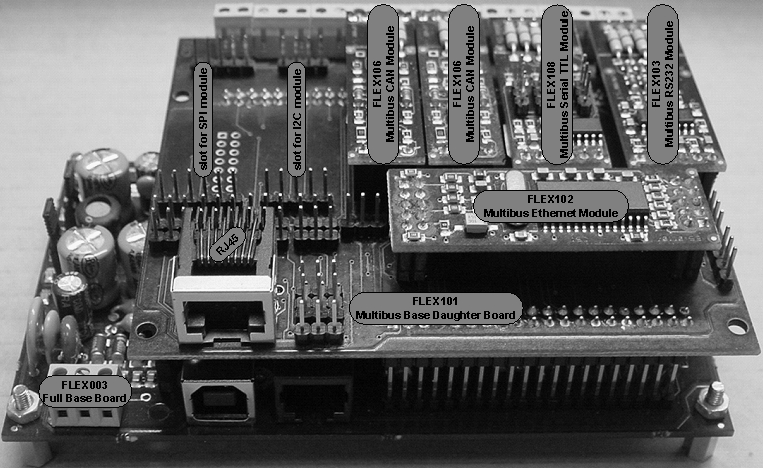 slot for SPI module
slot for I2C module
FLEX106
Multibus CAN Module
FLEX106
Multibus CAN Module
FLEX108
Multibus Serial TTL Module
FLEX103
Multibus RS232 Module
FLEX102
Multibus Ethernet Module
RJ45
FLEX101
Multibus Base Daughter Board
FLEX003
Full Base Board